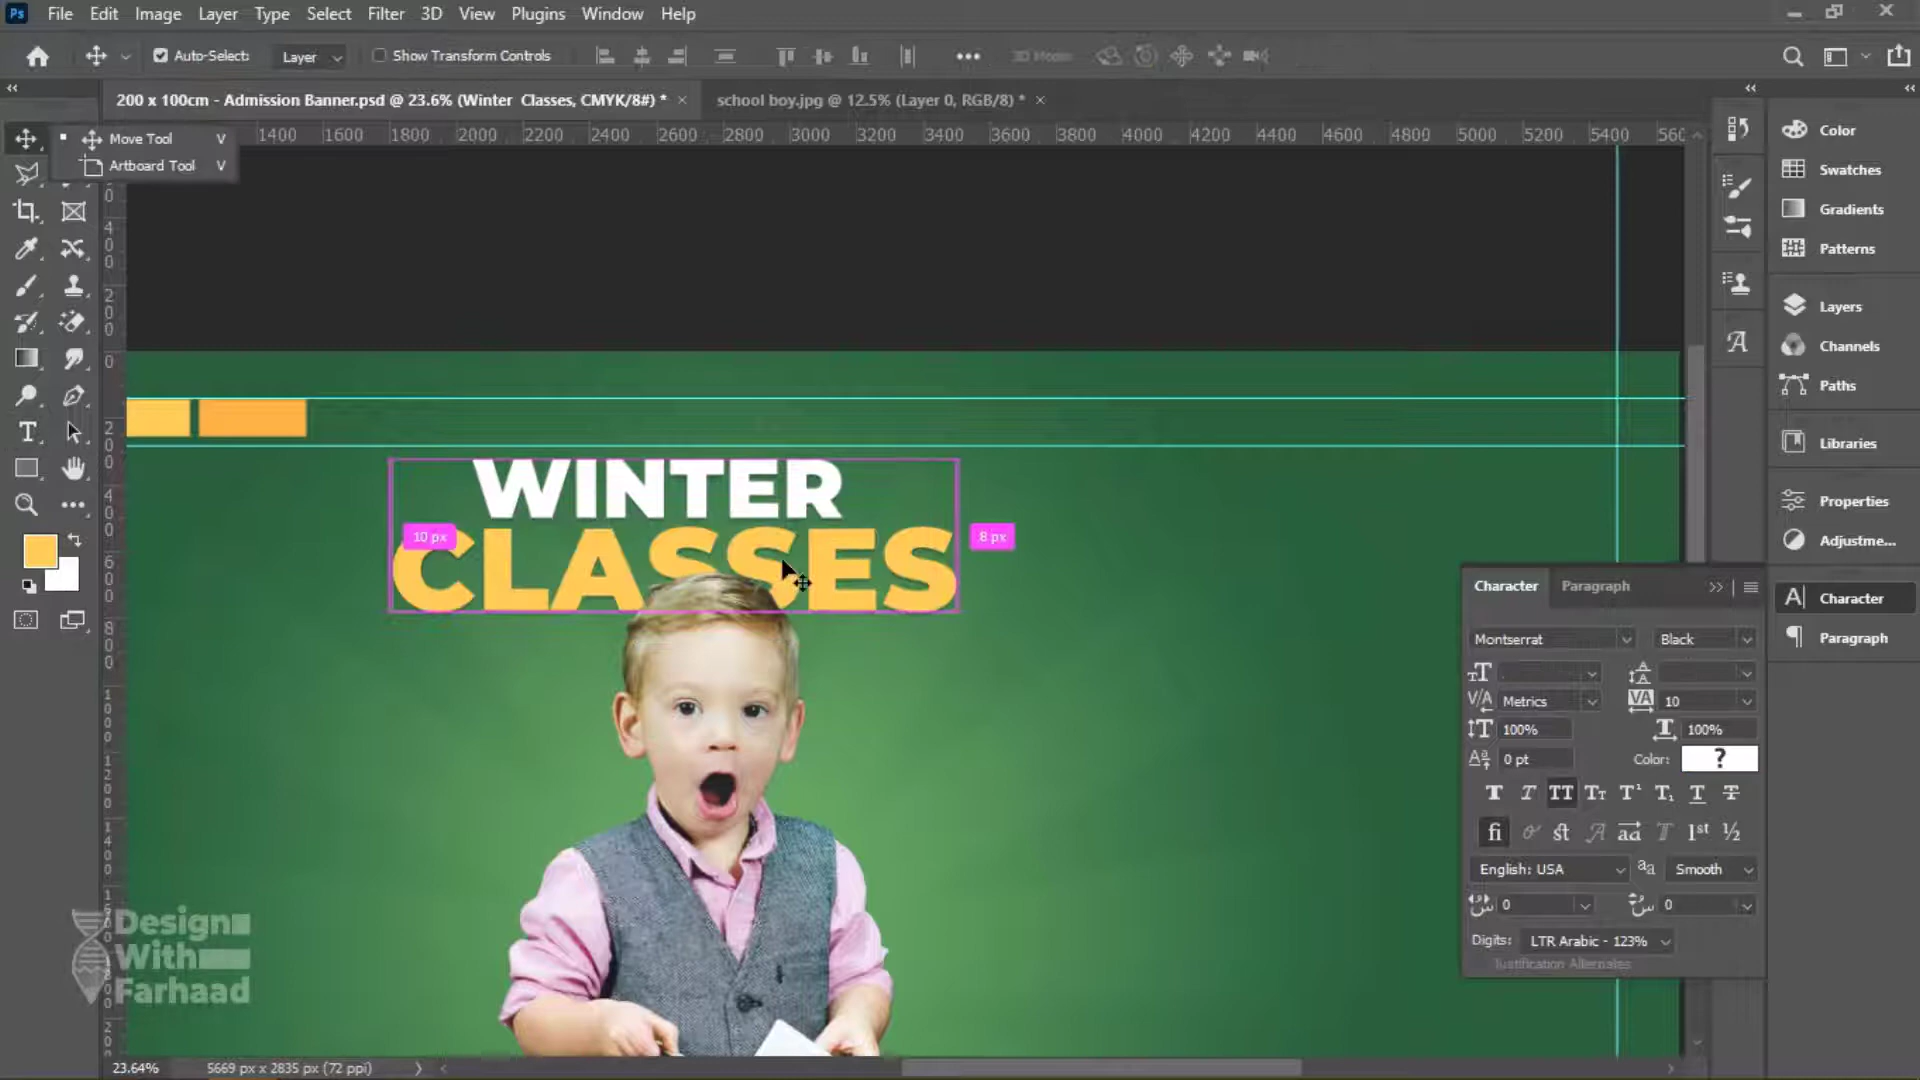 Ps File Edit Image Layer Type Select Filter 3D View Plugins Window Help
Auto-Select: Layer Show Transform Controls 3D Mode:
200 x 100cm - Admission Banner.psd @ 23.6% (Winter Classes, CMYK/8#) * ×
school boy.jpg @ 12.5% (Layer 0, RGB/8) * ×
Move Tool V
Artboard Tool V
1400 1600 1800 2000 2200 2400 2600 2800 3000 3200 3400 3600 3800 4000 4200 4400 4600 4800 5000 5200 5400
WINTER
CLASSES
10 px
8 px
Design
With
Farhaad
Color
Swatches
Gradients
Patterns
Layers
Channels
Paths
Libraries
Properties
Adjustme...
Character
Paragraph
Character Paragraph
Montserrat Black
Metrics 10
100% 100%
0 pt Color: ?
English: USA Smooth
0 0
Digits: LTR Arabic - 123%
Justification Alternates
23.64% 5669 px x 2835 px (72 ppi)